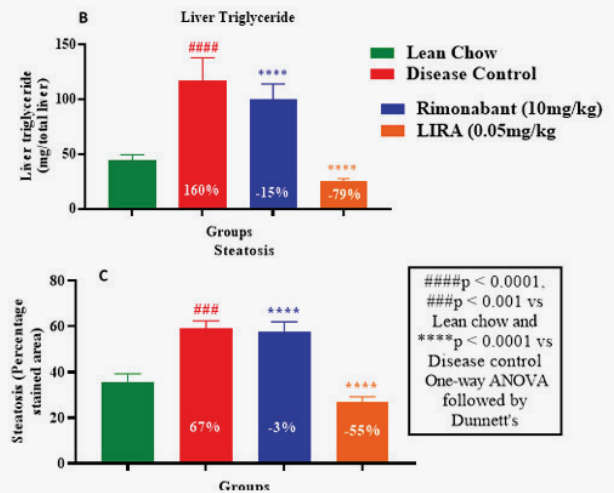 B
Liver Triglyceride
Liver triglyceride
(mg/total liver)
150
100
50
0
####
****
****
160%
-15%
-79%
Groups
Lean Chow
Disease Control
Rimonabant (10mg/kg)
LIRA (0.05mg/kg
Steatosis
C
Steatosis (Percentage
stained area)
80
60
40
20
0
###
****
****
67%
-3%
-55%
Groups
####p < 0.0001,
###p < 0.001 vs
Lean chow and
****p < 0.0001 vs
Disease control
One-way ANOVA
followed by
Dunnett's